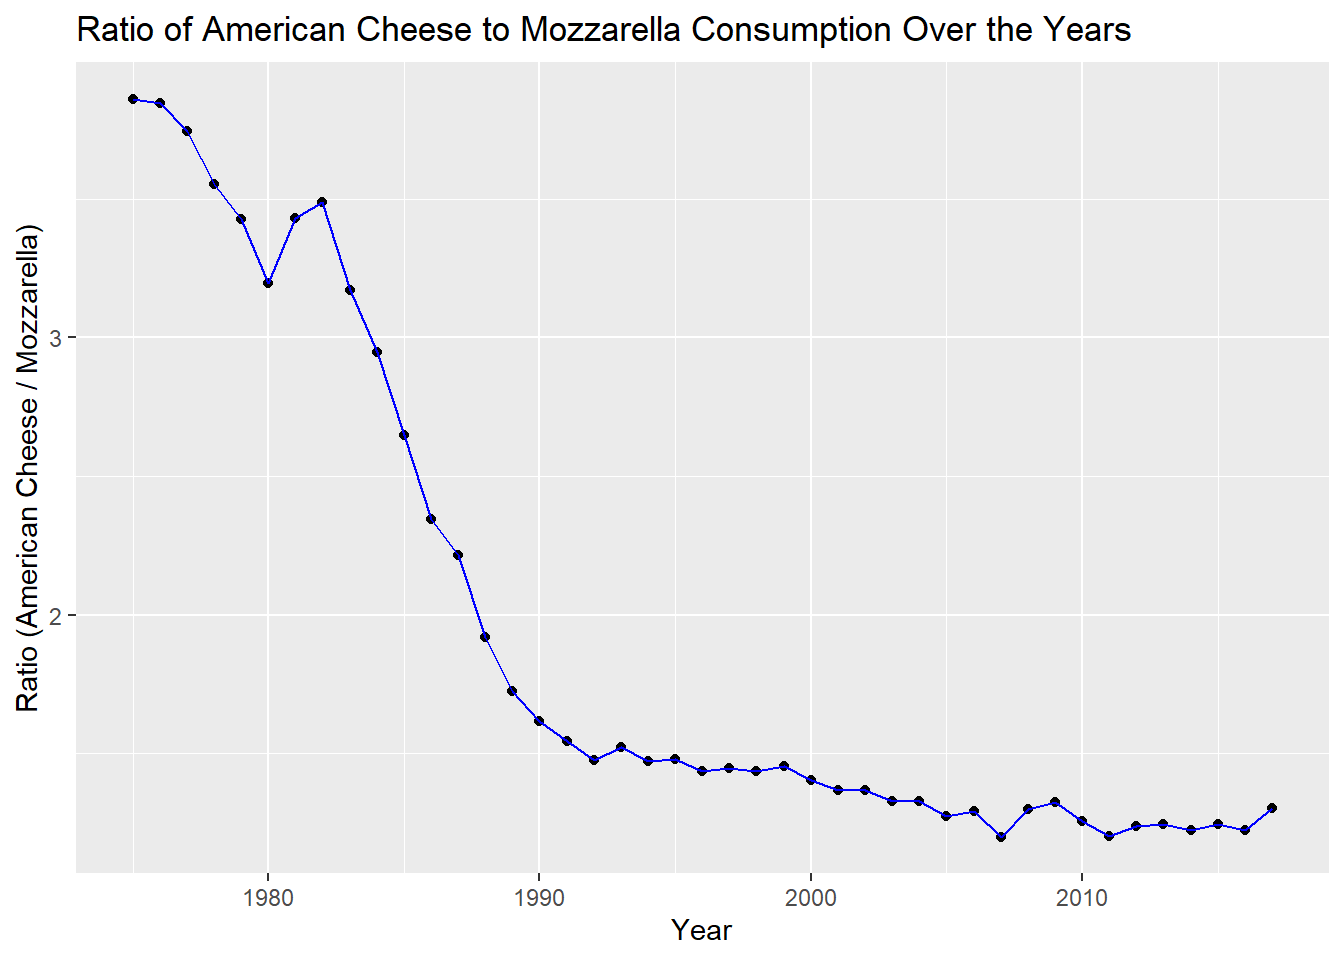 Ratio of American Cheese to Mozzarella Consumption Over the Years
Ratio (American Cheese / Mozzarella)
3
2
1980 1990 2000 2010
Year